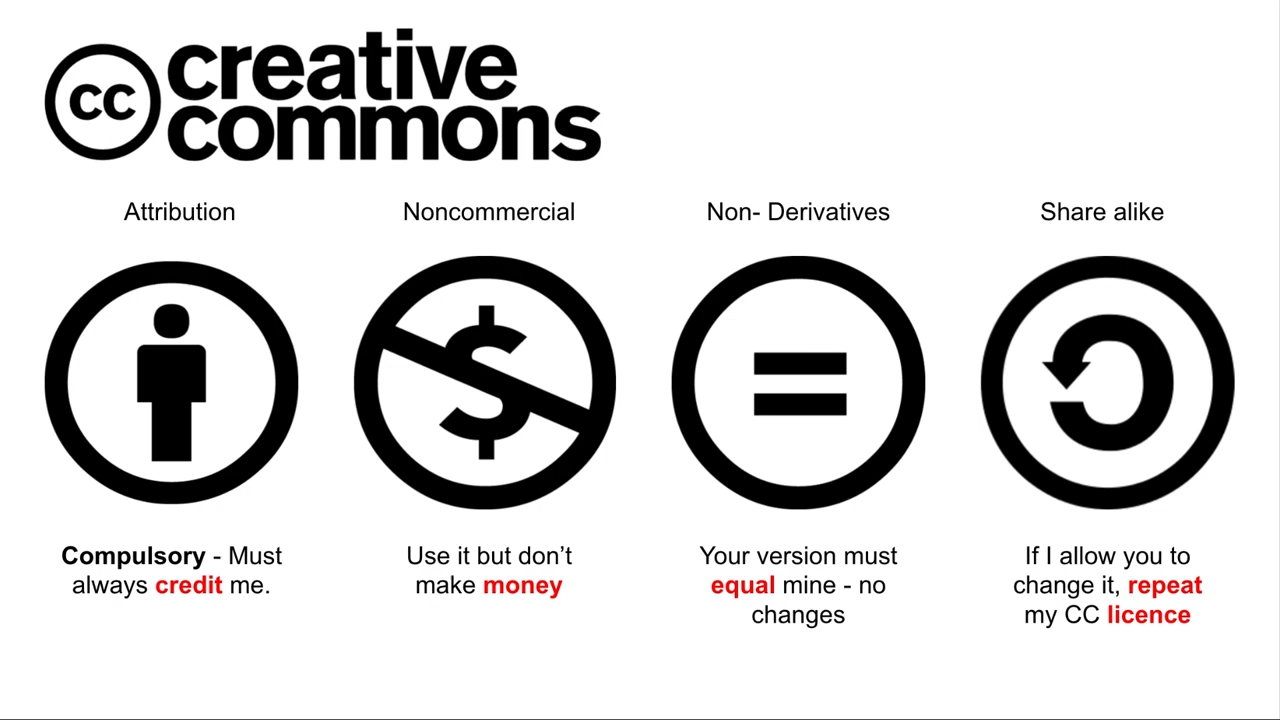 cc creative
commons
Attribution
Noncommercial
Non- Derivatives
Share alike
$
=
Compulsory - Must
always credit me.
Use it but don’t
make money
Your version must
equal mine - no
changes
If I allow you to
change it, repeat
my CC licence